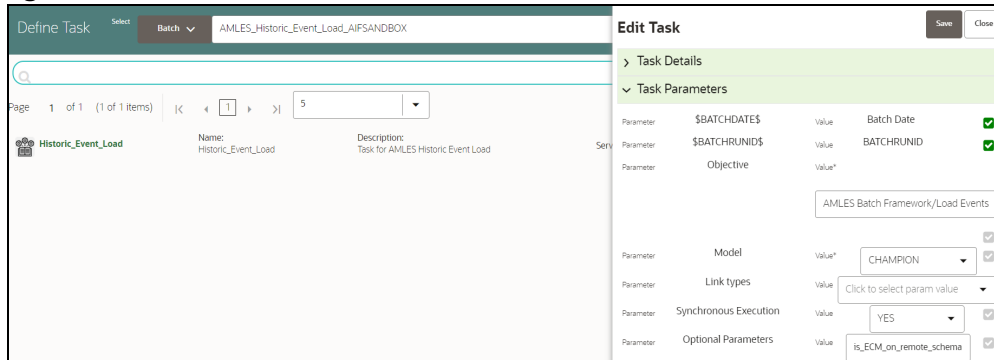 Define Task
Select
Batch
AMLES_Historic_Event_Load_AIFSANDBOX
Page 1 of 1 (1 of 1 items) 1 5
Historic_Event_Load
Name:
Historic_Event_Load
Description:
Task for AMLES Historic Event Load
Serv
Edit Task
Save
Close
Task Details
Task Parameters
Parameter $BATCHDATE$ Value Batch Date
Parameter $BATCHRUNID$ Value BATCHRUNID
Parameter Objective Value*
AMLES Batch Framework/Load Events
Parameter Model Value* CHAMPION
Parameter Link types Value Click to select param value
Parameter Synchronous Execution Value YES
Parameter Optional Parameters Value is_ECM_on_remote_schema